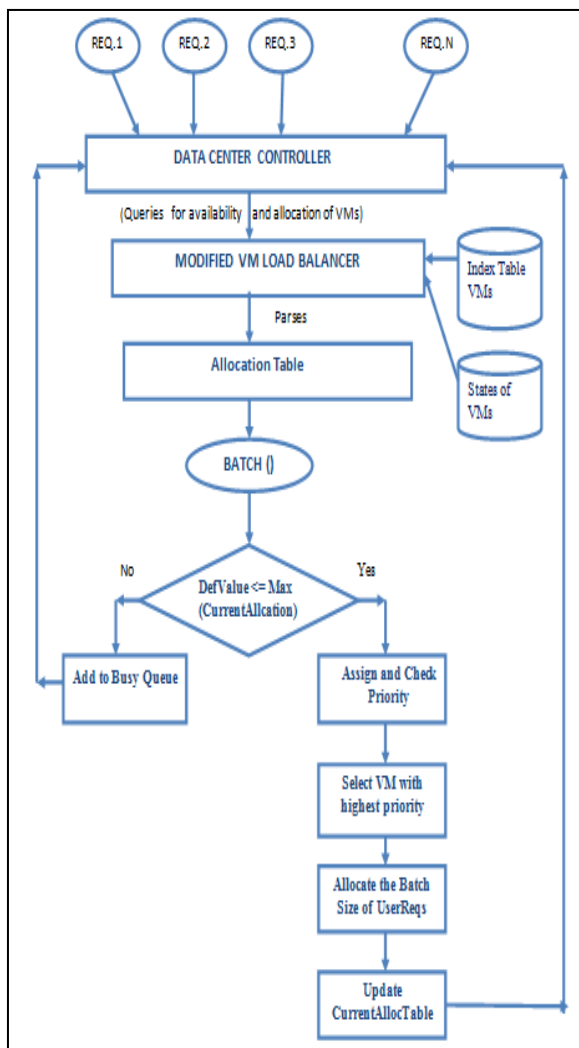 REQ.1 REQ.2 REQ.3 REQ.N
DATA CENTER CONTROLLER
(Queries for availability and allocation of VMs)
MODIFIED VM LOAD BALANCER
Index Table
VMs
Parses
Allocation Table
States of
VMs
BATCH ()
No
Yes
DefValue <= Max
(CurrentAllcation)
Add to Busy Queue
Assign and Check
Priority
Select VM with
highest priority
Allocate the Batch
Size of UserReqs
Update
CurrentAllocTable